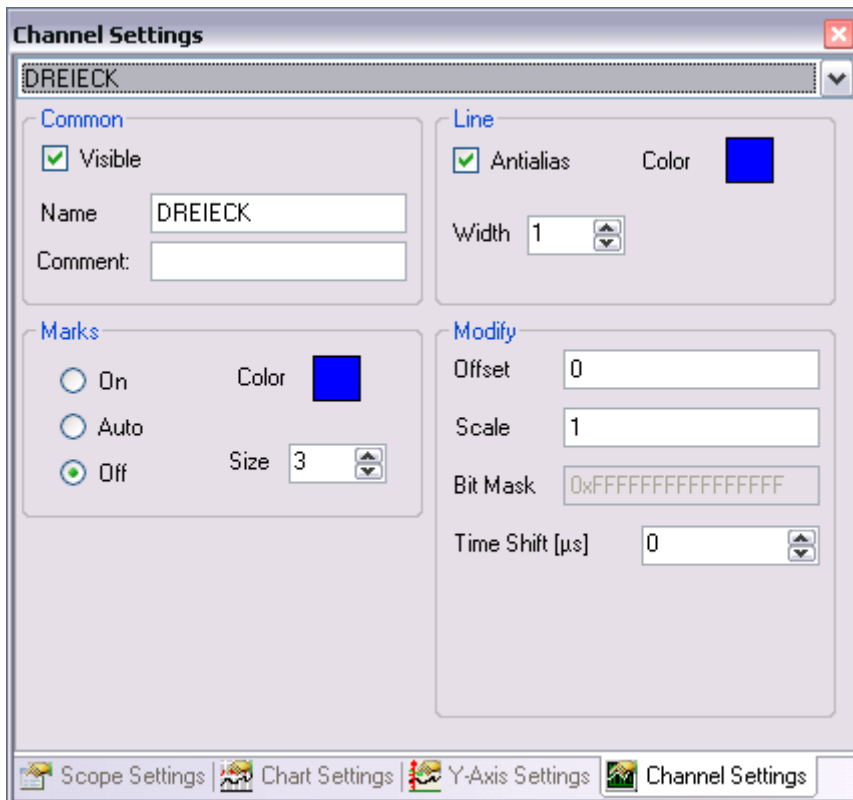 Channel Settings
DREIECK
Common
Visible
Name DREIECK
Comment:
Line
Antialias Color
Width 1
Marks
On Color
Auto
Off Size 3
Modify
Offset 0
Scale 1
Bit Mask 0xFFFFFFFFFFFFFFFF
Time Shift [µs] 0
Scope Settings Chart Settings Y-Axis Settings Channel Settings